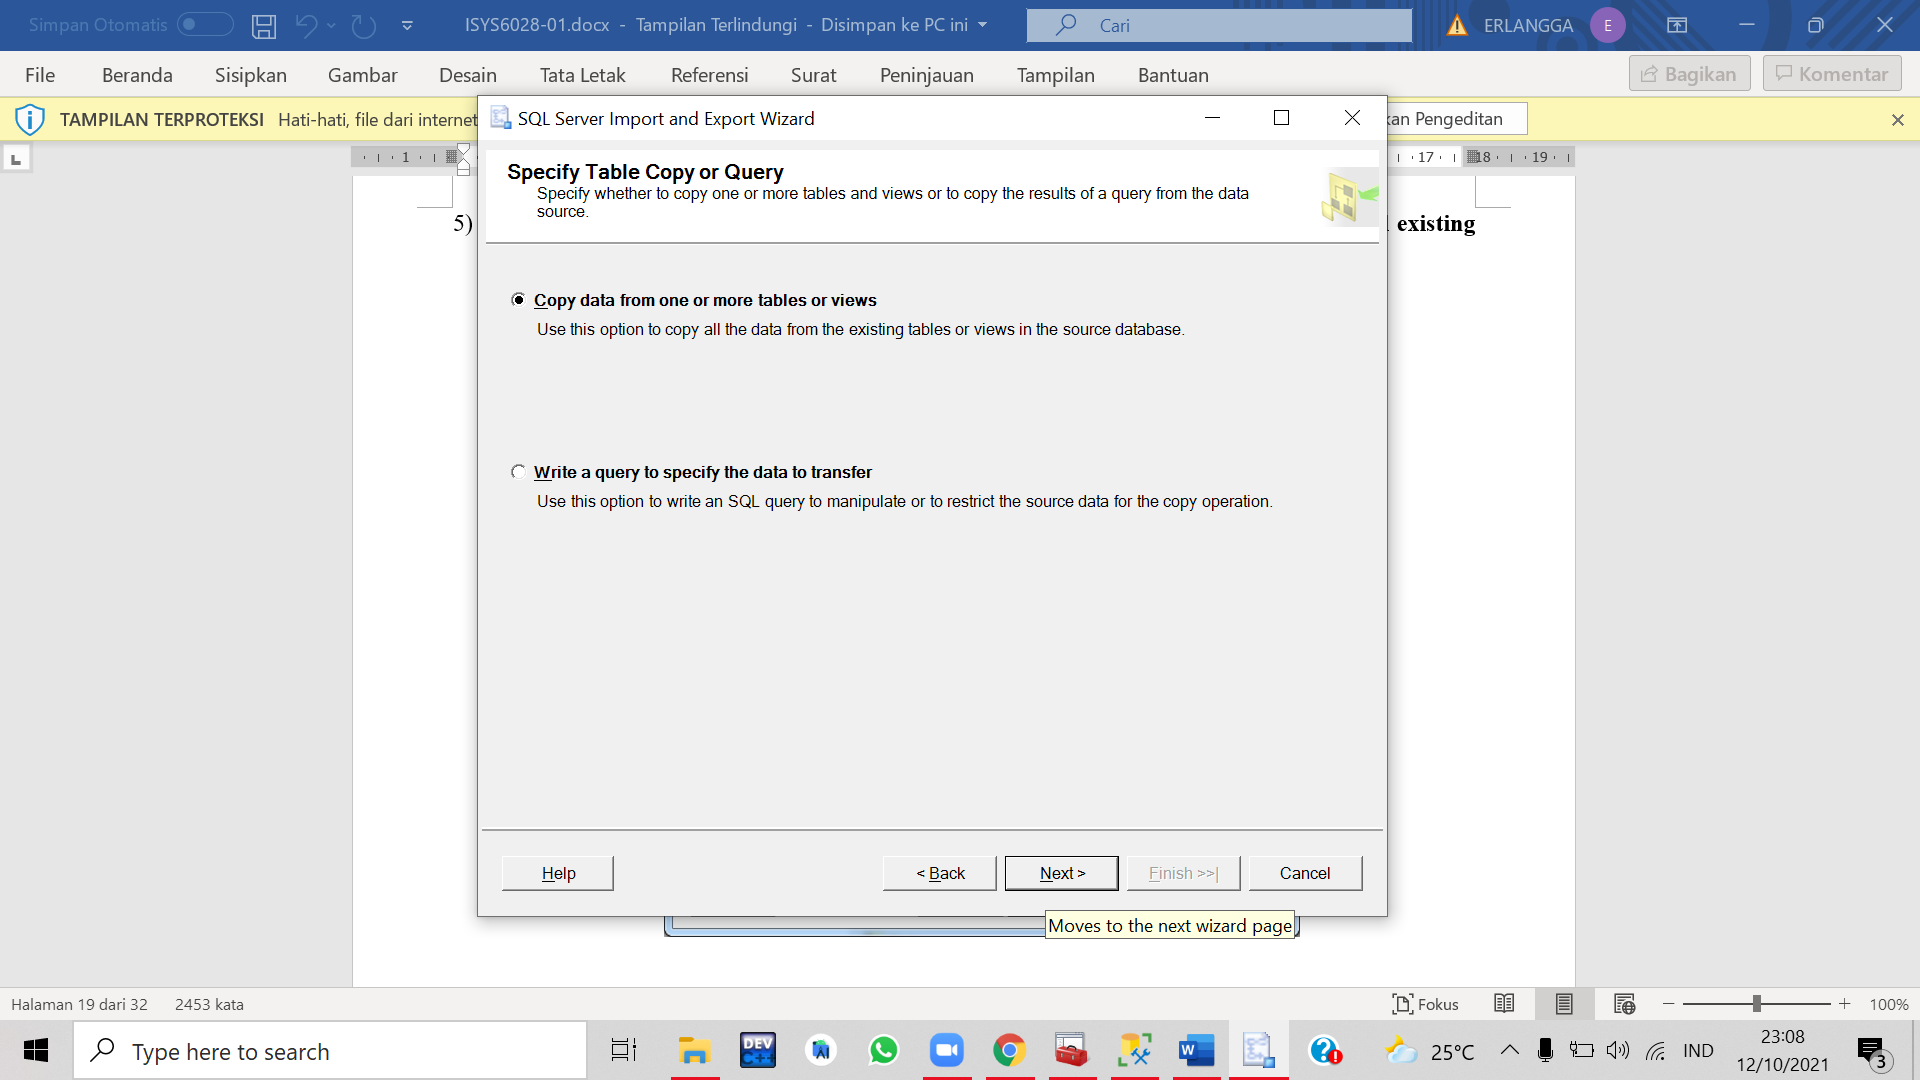 Simpan Otomatis
ISYS6028-01.docx - Tampilan Terlindungi - Disimpan ke PC ini
Cari
ERLANGGA
E
File Beranda Sisipkan Gambar Desain Tata Letak Referensi Surat Peninjauan Tampilan Bantuan
Bagikan
Komentar
TAMPILAN TERPROTEKSI Hati-hati, file dari internet
kan Pengeditan
1
17 18 19
SQL Server Import and Export Wizard
Specify Table Copy or Query
Specify whether to copy one or more tables and views or to copy the results of a query from the data
source.
5)
existing
Copy data from one or more tables or views
Use this option to copy all the data from the existing tables or views in the source database.
Write a query to specify the data to transfer
Use this option to write an SQL query to manipulate or to restrict the source data for the copy operation.
Help
< Back
Next >
Finish >>|
Cancel
Moves to the next wizard page
Halaman 19 dari 32 2453 kata
Fokus
100%
Type here to search
DEV
C++
25°C
IND
23:08
12/10/2021
3